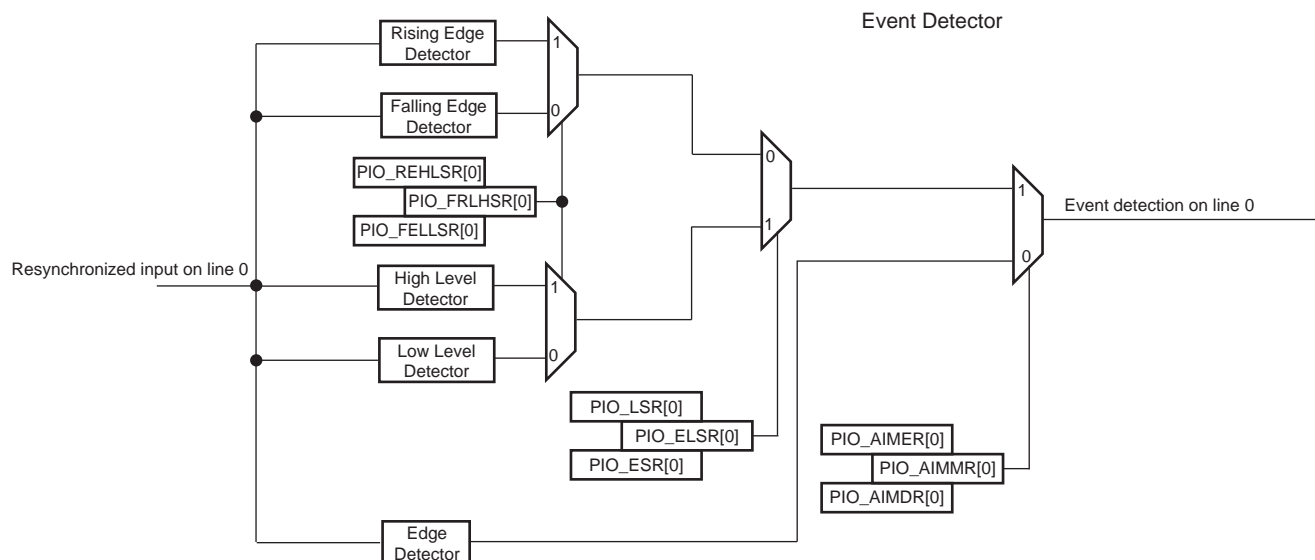 Event Detector
Rising Edge
Detector
1
Falling Edge
Detector
0
0
PIO_REHLSR[0]
PIO_FRLHSR[0]
PIO_FELLSR[0]
1
1
Event detection on line 0
Resynchronized input on line 0
High Level
Detector
1
0
Low Level
Detector
0
PIO_LSR[0]
PIO_ELSR[0]
PIO_ESR[0]
PIO_AIMER[0]
PIO_AIMMR[0]
PIO_AIMDR[0]
Edge
Detector